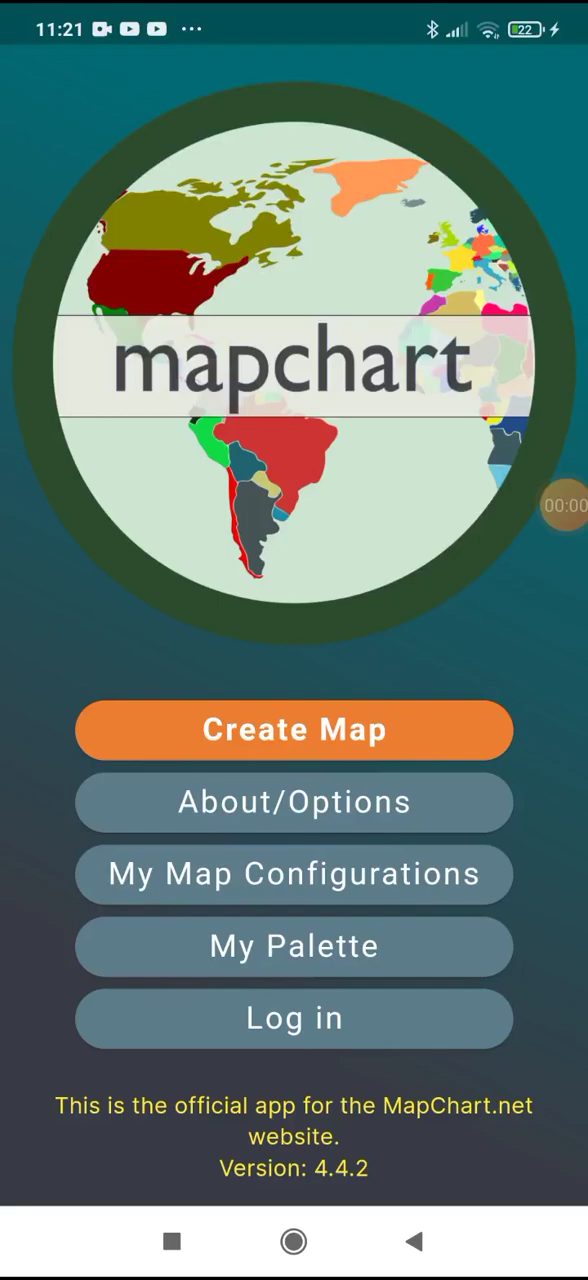 11:21
22
mapchart
00:00
Create Map
About/Options
My Map Configurations
My Palette
Log in
This is the official app for the MapChart.net
website.
Version: 4.4.2